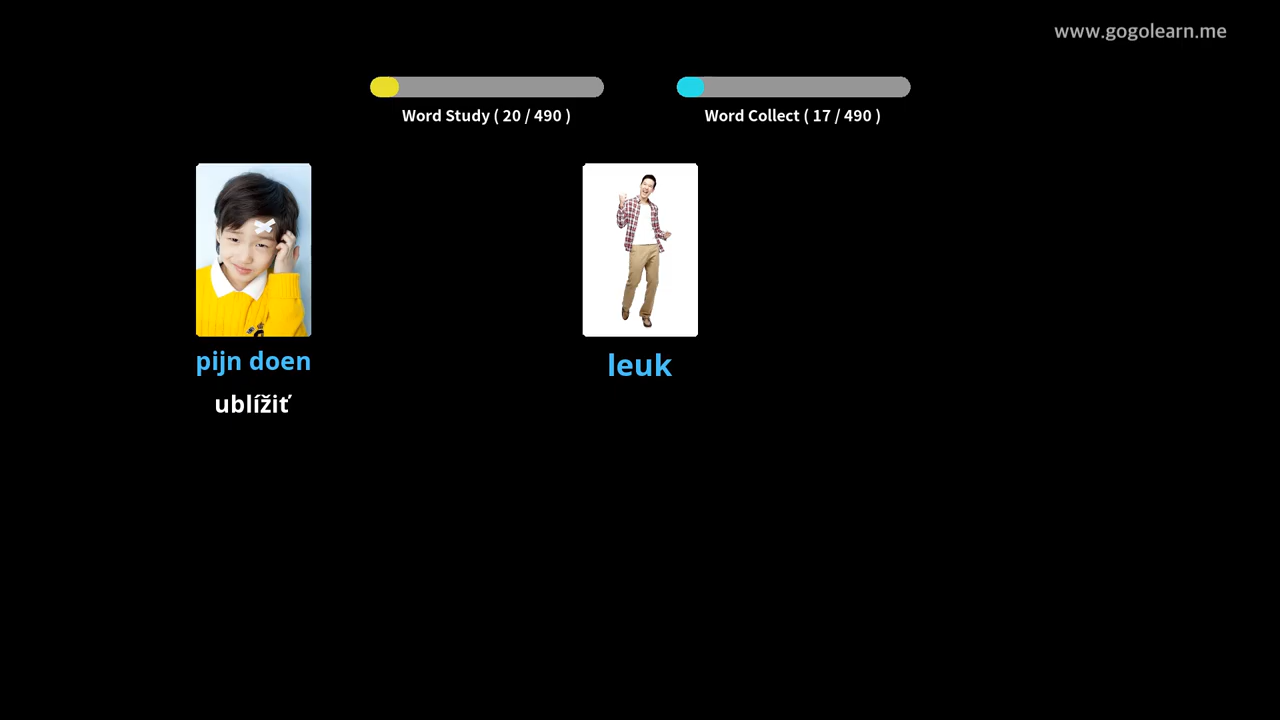 www.gogolearn.me
Word Study ( 20 / 490 )
Word Collect ( 17 / 490 )
pijn doen
leuk
ublížiť